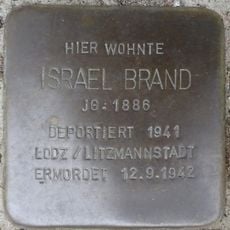 HIER WOHNTE
ISRAEL BRAND
JG. 1886
DEPORTIERT 1941
LODZ/LITZMANNSTADT
ERMORDET 12.9.1942